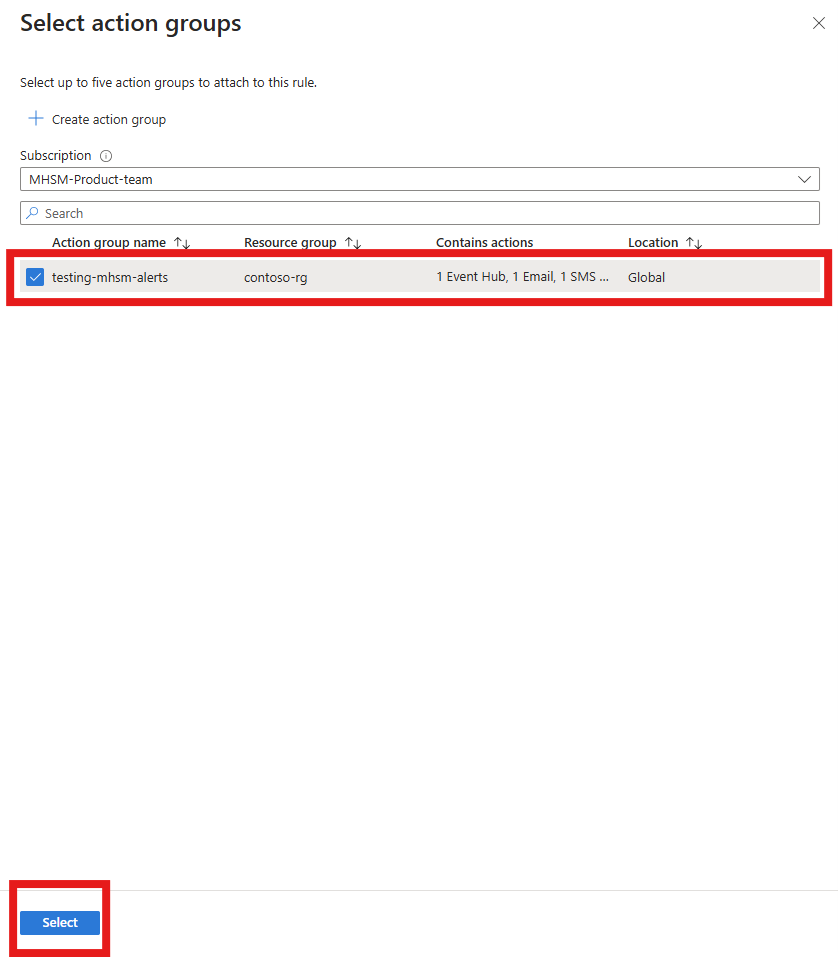 Select action groups
Select up to five action groups to attach to this rule.
Create action group
Subscription
MHSM-Product-team
Search
Action group name Resource group Contains actions Location
testing-mhsm-alerts contoso-rg 1 Event Hub, 1 Email, 1 SMS ... Global
Select